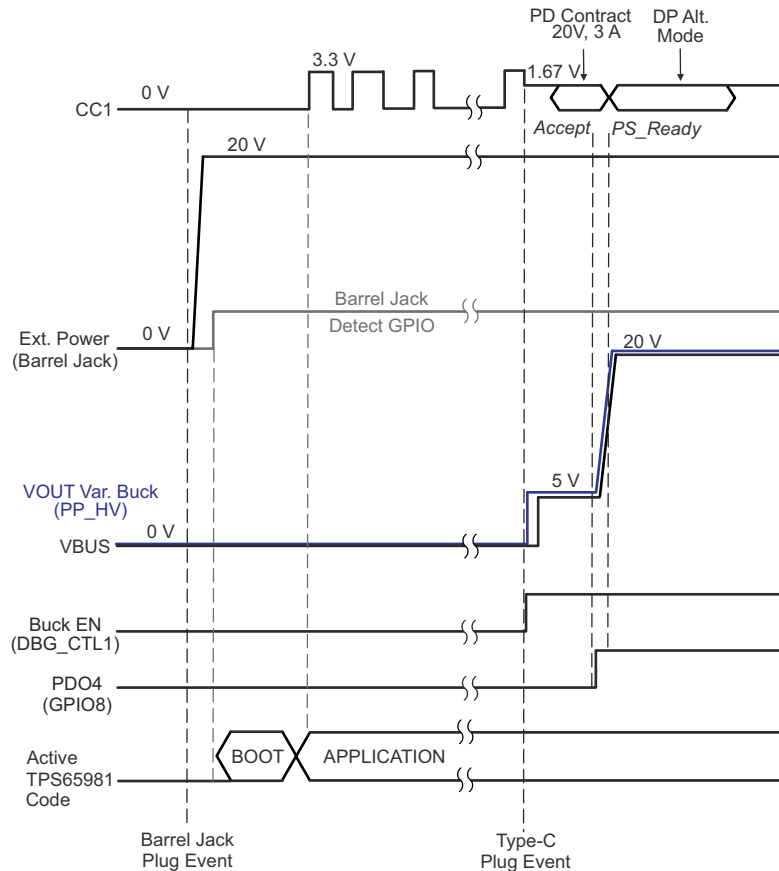 PD Contract
20V, 3 A
DP Alt.
Mode
3.3 V
1.67 V
0 V
CC1
Accept
PS_Ready
20 V
Barrel Jack
Detect GPIO
0 V
Ext. Power
(Barrel Jack)
20 V
5 V
VOUT Var. Buck
(PP_HV)
0 V
VBUS
Buck EN
(DBG_CTL1)
PDO4
(GPIO8)
BOOT
APPLICATION
Active
TPS65981
Code
Barrel Jack
Plug Event
Type-C
Plug Event